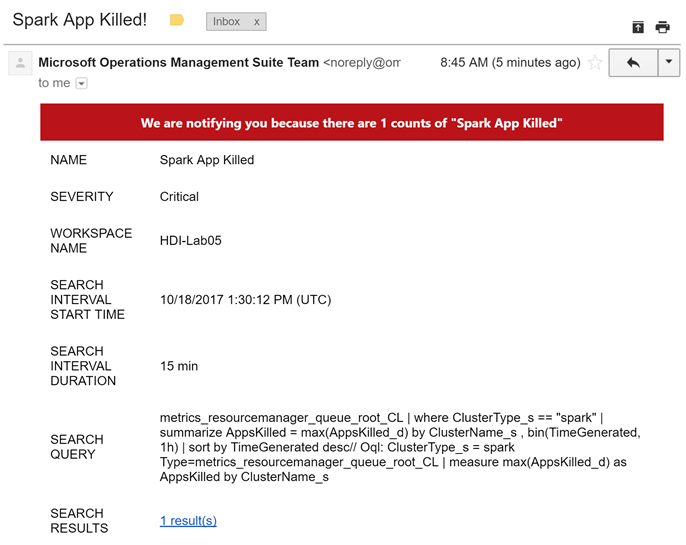 Spark App Killed!
Inbox x
Microsoft Operations Management Suite Team <noreply@om
8:45 AM (5 minutes ago)
to me
We are notifying you because there are 1 counts of "Spark App Killed"
NAME Spark App Killed
SEVERITY Critical
WORKSPACE
NAME
HDI-Lab05
SEARCH
INTERVAL
START TIME
10/18/2017 1:30:12 PM (UTC)
SEARCH
INTERVAL
DURATION
15 min
SEARCH
QUERY
metrics_resourcemanager_queue_root_CL | where ClusterType_s == "spark" |
summarize AppsKilled = max(AppsKilled_d) by ClusterName_s , bin(TimeGenerated,
1h) | sort by TimeGenerated desc// Oql: ClusterType_s = spark
Type=metrics_resourcemanager_queue_root_CL | measure max(AppsKilled_d) as
AppsKilled by ClusterName_s
SEARCH
RESULTS
1 result(s)